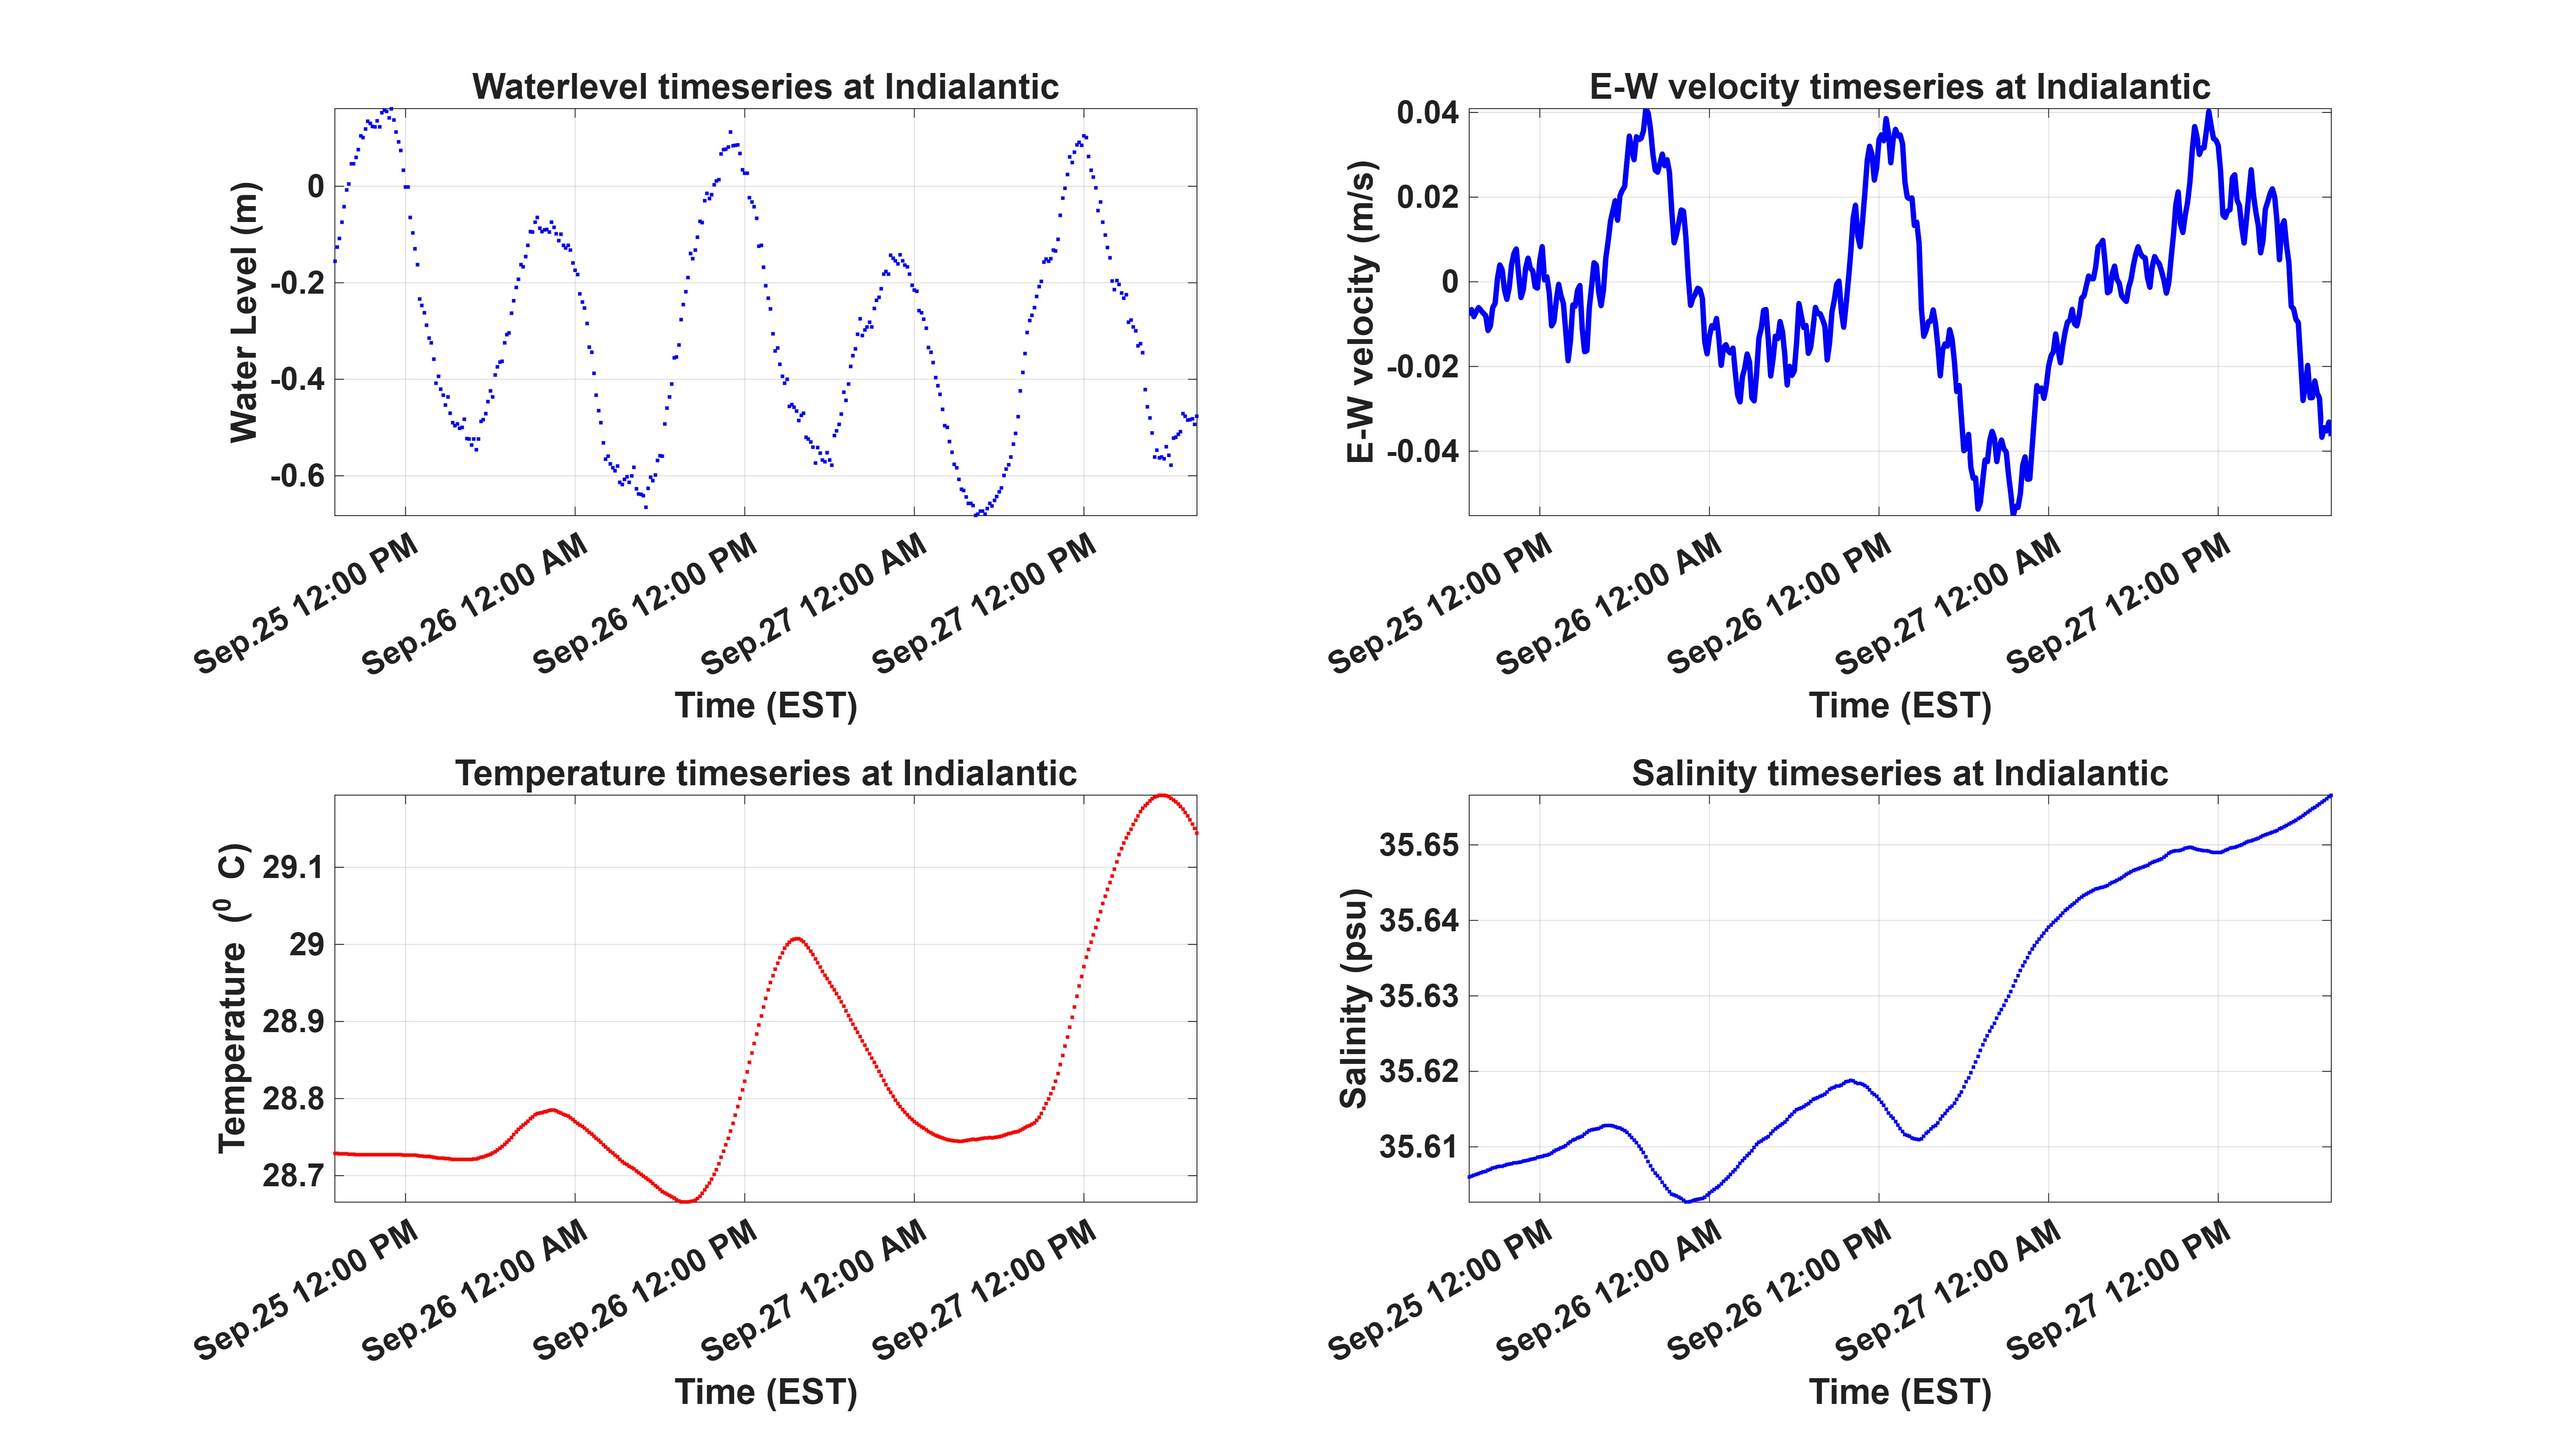 Waterlevel timeseries at Indialantic
Water Level (m)
0
-0.2
-0.4
-0.6
Sep.25 12:00 PM
Sep.26 12:00 AM
Sep.26 12:00 PM
Sep.27 12:00 AM
Sep.27 12:00 PM
Time (EST)
E-W velocity timeseries at Indialantic
E-W velocity (m/s)
0.04
0.02
0
-0.02
-0.04
Sep.25 12:00 PM
Sep.26 12:00 AM
Sep.26 12:00 PM
Sep.27 12:00 AM
Sep.27 12:00 PM
Time (EST)
Temperature timeseries at Indialantic
Temperature (⁰ C)
29.1
29
28.9
28.8
28.7
Sep.25 12:00 PM
Sep.26 12:00 AM
Sep.26 12:00 PM
Sep.27 12:00 AM
Sep.27 12:00 PM
Time (EST)
Salinity timeseries at Indialantic
Salinity (psu)
35.65
35.64
35.63
35.62
35.61
Sep.25 12:00 PM
Sep.26 12:00 AM
Sep.26 12:00 PM
Sep.27 12:00 AM
Sep.27 12:00 PM
Time (EST)